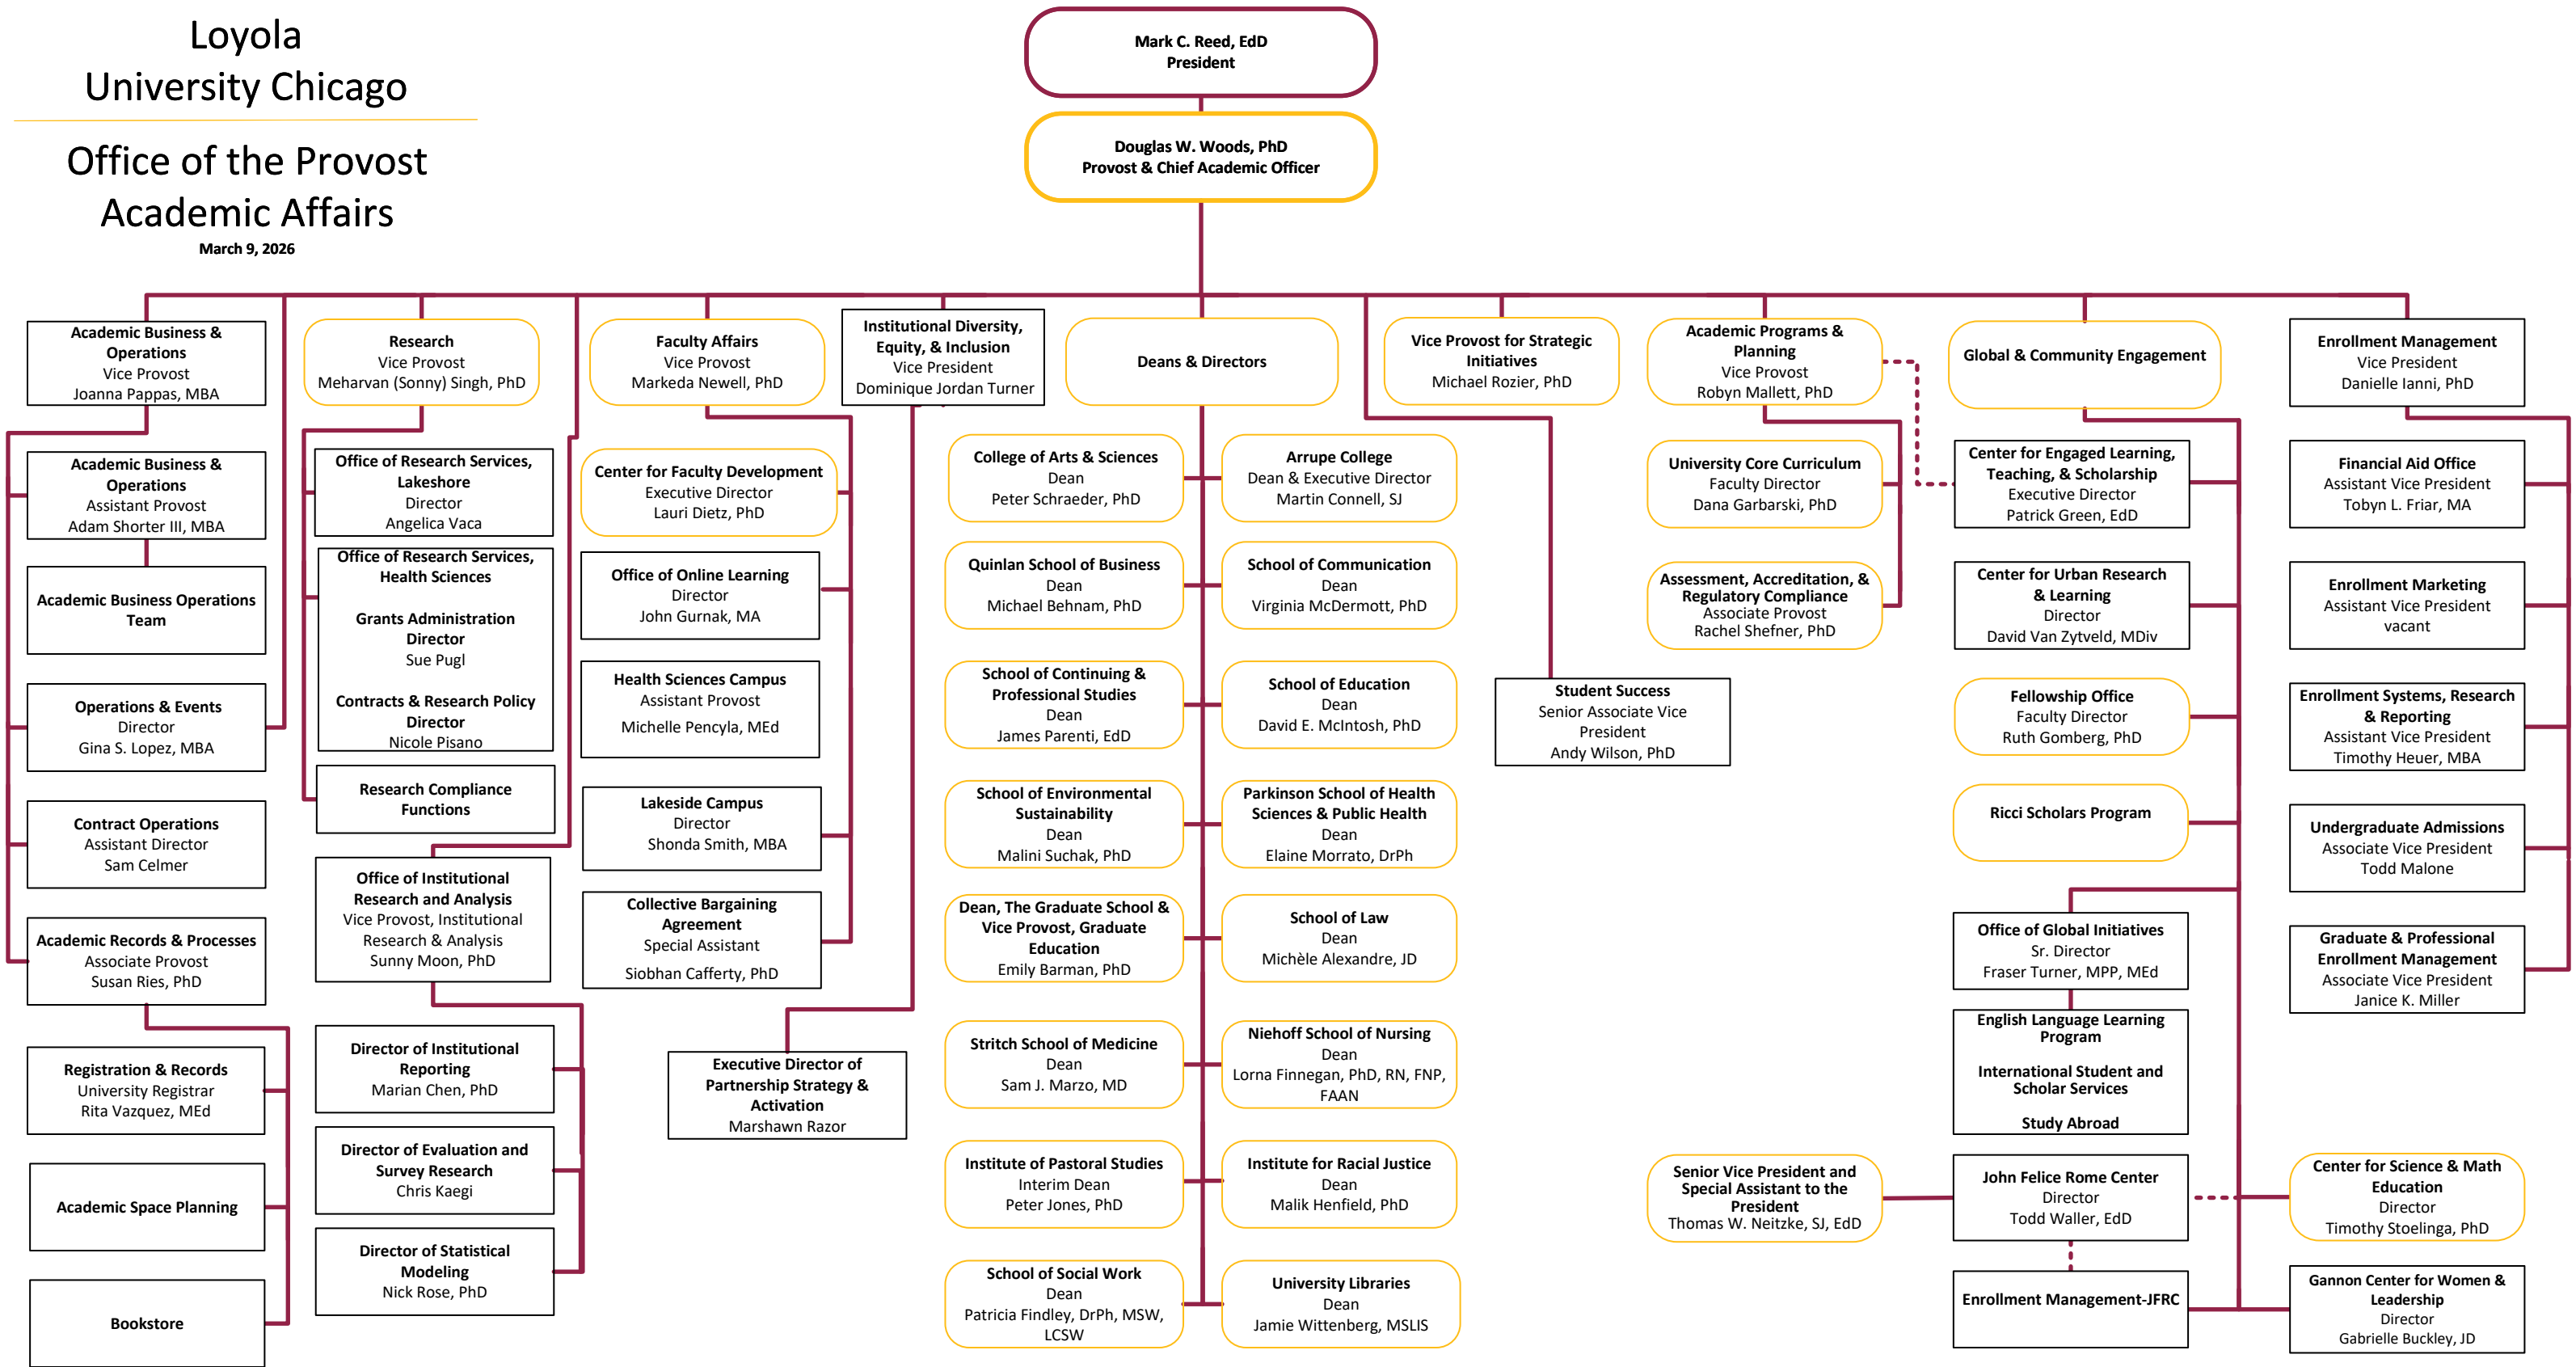 Loyola
University Chicago
Office of the Provost
Academic Affairs
March 9, 2026
Mark C. Reed, EdD
President
Douglas W. Woods, PhD
Provost & Chief Academic Officer
Academic Business &
Operations
Vice Provost
Joanna Pappas, MBA
Academic Business &
Operations
Assistant Provost
Adam Shorter III, MBA
Academic Business Operations
Team
Operations & Events
Director
Gina S. Lopez, MBA
Contract Operations
Assistant Director
Sam Celmer
Academic Records & Processes
Associate Provost
Susan Ries, PhD
Registration & Records
University Registrar
Rita Vazquez, MEd
Academic Space Planning
Bookstore
Research
Vice Provost
Meharvan (Sonny) Singh, PhD
Office of Research Services,
Lakeshore
Director
Angelica Vaca
Office of Research Services,
Health Sciences
Grants Administration
Director
Sue Pugl
Contracts & Research Policy
Director
Nicole Pisano
Research Compliance
Functions
Office of Institutional
Research and Analysis
Vice Provost, Institutional
Research & Analysis
Sunny Moon, PhD
Director of Institutional
Reporting
Marian Chen, PhD
Director of Evaluation and
Survey Research
Chris Kaegi
Director of Statistical
Modeling
Nick Rose, PhD
Faculty Affairs
Vice Provost
Markeda Newell, PhD
Center for Faculty Development
Executive Director
Lauri Dietz, PhD
Office of Online Learning
Director
John Gurnak, MA
Health Sciences Campus
Assistant Provost
Michelle Pencyla, MEd
Lakeside Campus
Director
Shonda Smith, MBA
Collective Bargaining
Agreement
Special Assistant
Siobhan Cafferty, PhD
Institutional Diversity,
Equity, & Inclusion
Vice President
Dominique Jordan Turner
Executive Director of
Partnership Strategy &
Activation
Marshawn Razor
Deans & Directors
College of Arts & Sciences
Dean
Peter Schraeder, PhD
Arrupe College
Dean & Executive Director
Martin Connell, SJ
Quinlan School of Business
Dean
Michael Behnam, PhD
School of Communication
Dean
Virginia McDermott, PhD
School of Continuing &
Professional Studies
Dean
James Parenti, EdD
School of Education
Dean
David E. McIntosh, PhD
School of Environmental
Sustainability
Dean
Malini Suchak, PhD
Parkinson School of Health
Sciences & Public Health
Dean
Elaine Morrato, DrPh
Dean, The Graduate School &
Vice Provost, Graduate
Education
Emily Barman, PhD
School of Law
Dean
Michèle Alexandre, JD
Stritch School of Medicine
Dean
Sam J. Marzo, MD
Niehoff School of Nursing
Dean
Lorna Finnegan, PhD, RN, FNP,
FAAN
Institute of Pastoral Studies
Interim Dean
Peter Jones, PhD
Institute for Racial Justice
Dean
Malik Henfield, PhD
School of Social Work
Dean
Patricia Findley, DrPh, MSW,
LCSW
University Libraries
Dean
Jamie Wittenberg, MSLIS
Vice Provost for Strategic
Initiatives
Michael Rozier, PhD
Student Success
Senior Associate Vice
President
Andy Wilson, PhD
Academic Programs &
Planning
Vice Provost
Robyn Mallett, PhD
University Core Curriculum
Faculty Director
Dana Garbarski, PhD
Assessment, Accreditation, &
Regulatory Compliance
Associate Provost
Rachel Shefner, PhD
Senior Vice President and
Special Assistant to the
President
Thomas W. Neitzke, SJ, EdD
Global & Community Engagement
Center for Engaged Learning,
Teaching, & Scholarship
Executive Director
Patrick Green, EdD
Center for Urban Research
& Learning
Director
David Van Zytveld, MDiv
Fellowship Office
Faculty Director
Ruth Gomberg, PhD
Ricci Scholars Program
Office of Global Initiatives
Sr. Director
Fraser Turner, MPP, MEd
English Language Learning
Program
International Student and
Scholar Services
Study Abroad
John Felice Rome Center
Director
Todd Waller, EdD
Enrollment Management-JFRC
Enrollment Management
Vice President
Danielle Ianni, PhD
Financial Aid Office
Assistant Vice President
Tobyn L. Friar, MA
Enrollment Marketing
Assistant Vice President
vacant
Enrollment Systems, Research
& Reporting
Assistant Vice President
Timothy Heuer, MBA
Undergraduate Admissions
Associate Vice President
Todd Malone
Graduate & Professional
Enrollment Management
Associate Vice President
Janice K. Miller
Center for Science & Math
Education
Director
Timothy Stoelinga, PhD
Gannon Center for Women &
Leadership
Director
Gabrielle Buckley, JD